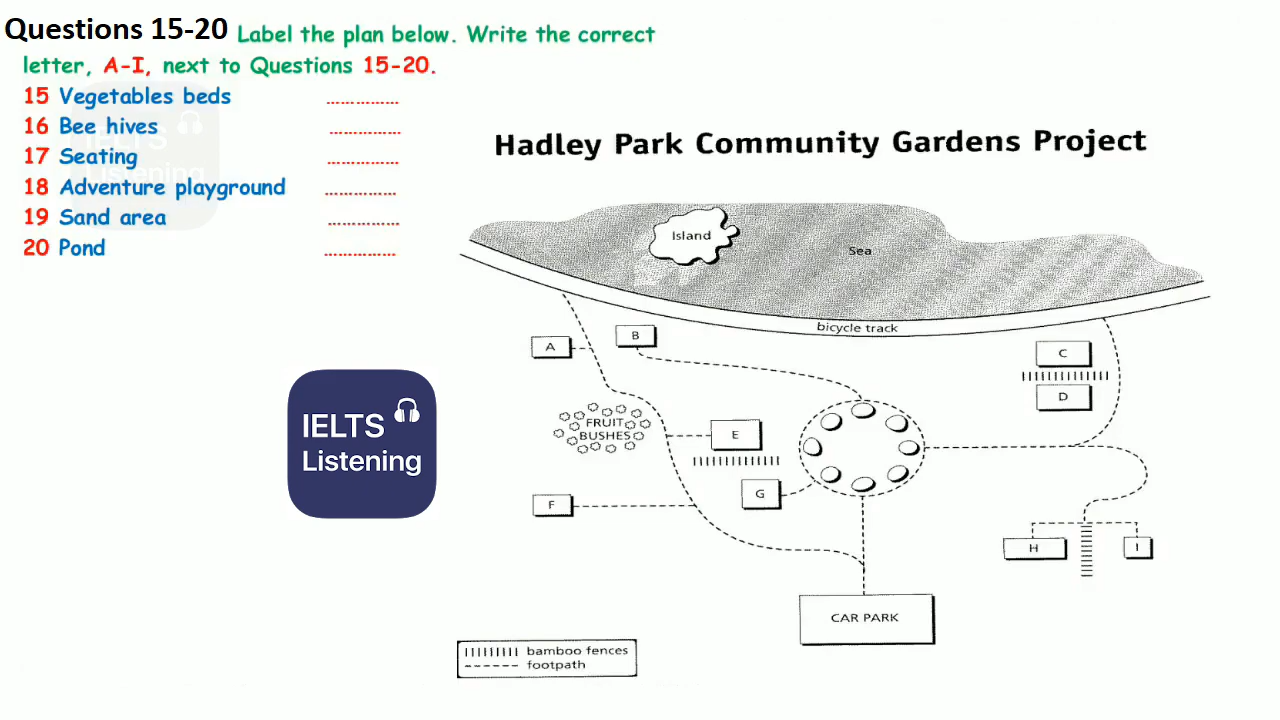 Questions 15-20 Label the plan below. Write the correct
letter, A-I, next to Questions 15-20.
15 Vegetables beds ...............
16 Bee hives ...............
17 Seating ...............
18 Adventure playground ...............
19 Sand area ...............
20 Pond ...............
IELTS
Listening
Hadley Park Community Gardens Project
Island
Sea
bicycle track
A
B
C
D
FRUIT
BUSHES
E
G
F
H
I
IELTS
Listening
CAR PARK
bamboo fences
footpath